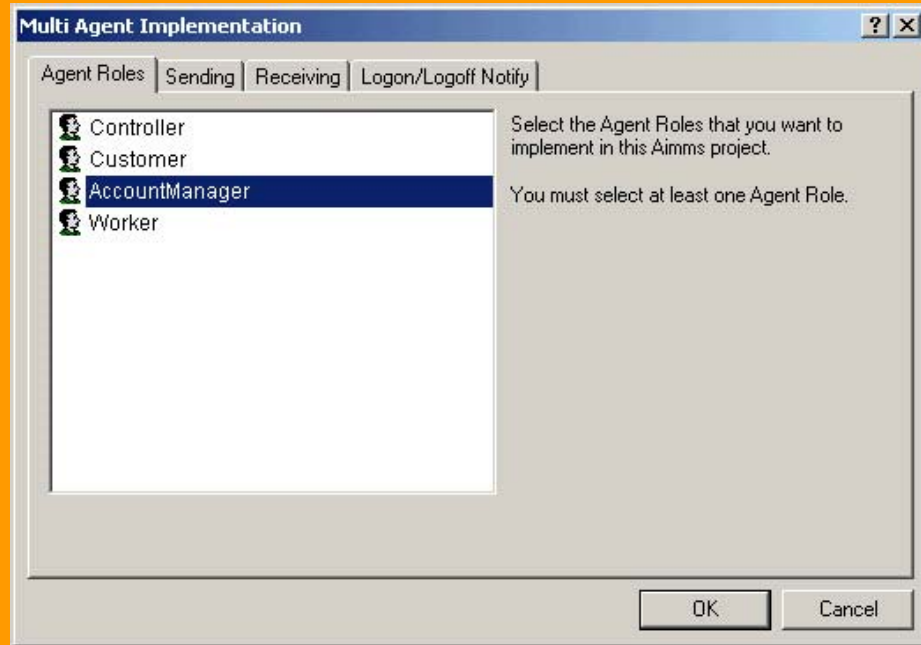 Multi Agent Implementation
? X
Agent Roles Sending Receiving Logon/Logoff Notify
Controller
Customer
AccountManager
Worker
Select the Agent Roles that you want to
implement in this Aimms project.
You must select at least one Agent Role.
OK Cancel